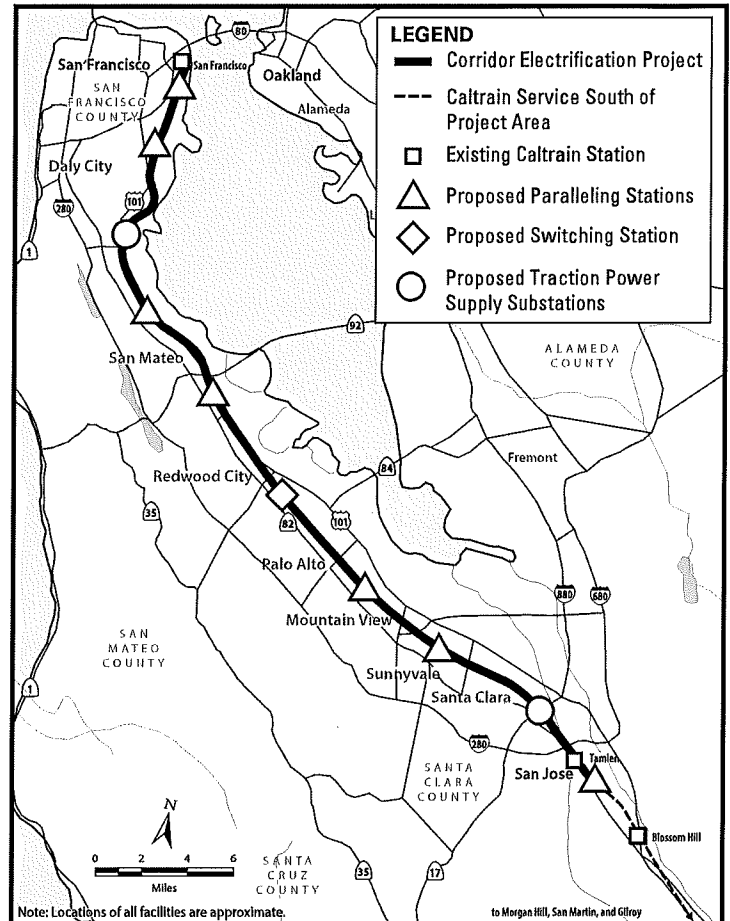 LEGEND
Corridor Electrification Project
Caltrain Service South of
Project Area
Existing Caltrain Station
Proposed Paralleling Stations
Proposed Switching Station
Proposed Traction Power
Supply Substations
80
San Francisco
San Francisco
Oakland
SAN
FRANCISCO
COUNTY
Alameda
Daly City
101
280
1
92
San Mateo
ALAMEDA
COUNTY
Redwood City
84
Fremont
35
82
101
Palo Alto
880
680
Mountain View
SAN
MATEO
COUNTY
Sunnyvale
Santa Clara
1
280
Tamien
San Jose
SANTA
CLARA
COUNTY
N
Blossom Hill
0 2 4 6
Miles
SANTA
CRUZ
COUNTY
35
17
Note: Locations of all facilities are approximate.
to Morgan Hill, San Martin, and Gilroy